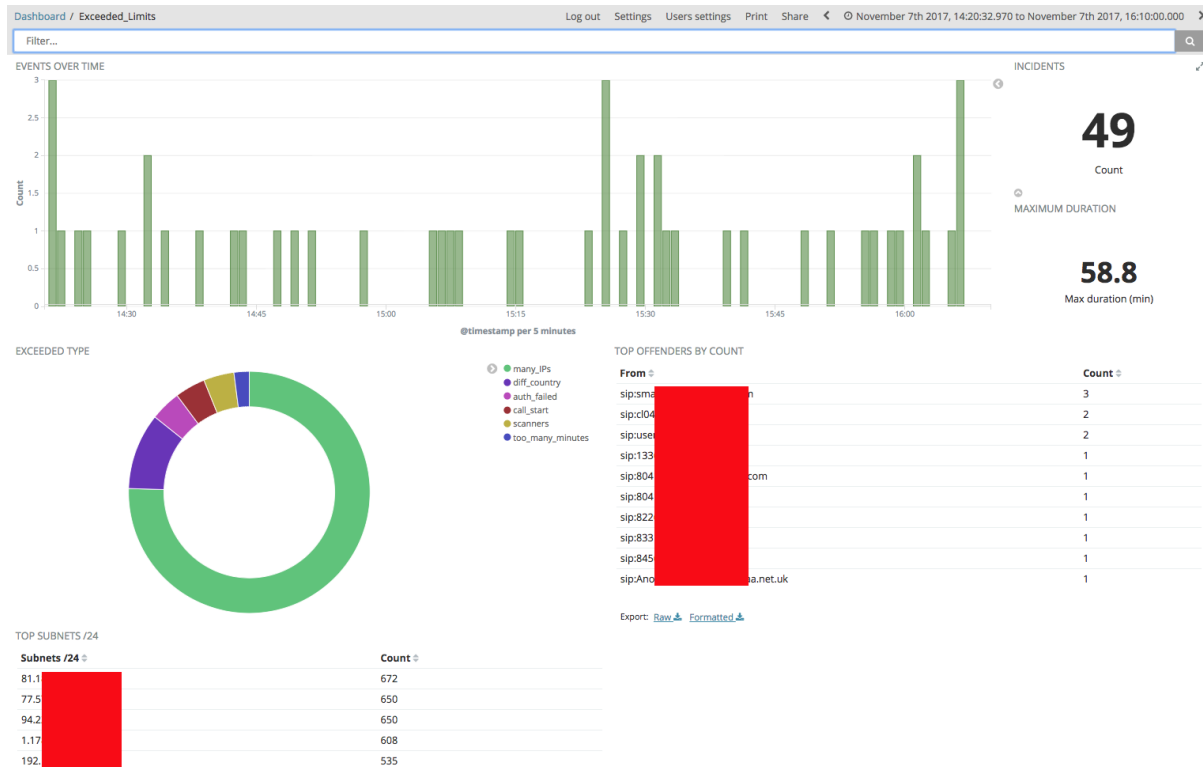 Dashboard / Exceeded_Limits Log out Settings Users settings Print Share November 7th 2017, 14:20:32.970 to November 7th 2017, 16:10:00.000
Filter...
EVENTS OVER TIME
3
2.5
2
1.5
1
0.5
0
Count
14:30 14:45 15:00 15:15 15:30 15:45 16:00
@timestamp per 5 minutes
INCIDENTS
49
Count
MAXIMUM DURATION
58.8
Max duration (min)
EXCEEDED TYPE
many_IPs
diff_country
auth_failed
call_start
scanners
too_many_minutes
TOP OFFENDERS BY COUNT
From Count
sip:sma n 3
sip:cl04 2
sip:user 2
sip:133 1
sip:804 com 1
sip:804 1
sip:822 1
sip:833 1
sip:845 1
sip:Ano a.net.uk 1
Export: Raw Formatted
TOP SUBNETS /24
Subnets /24 Count
81.1 672
77.5 650
94.2 650
1.17 608
192. 535